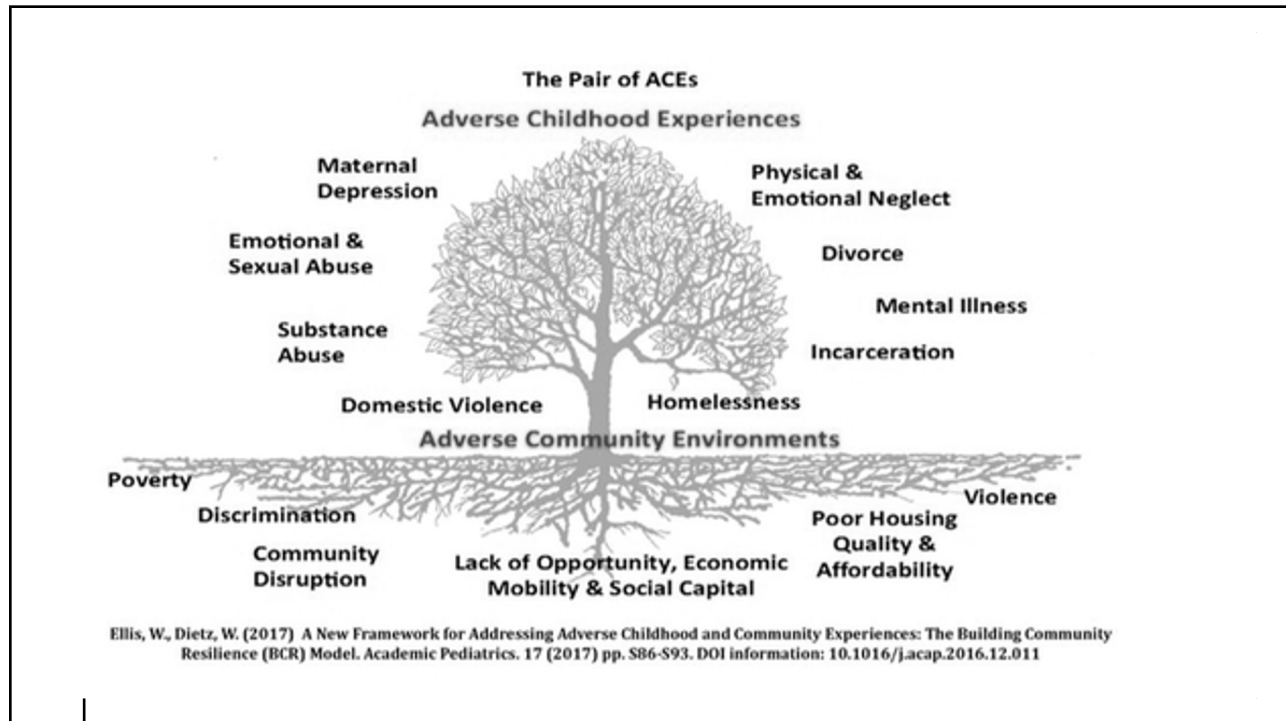 The Pair of ACEs
Adverse Childhood Experiences
Maternal
Depression
Physical &
Emotional Neglect
Emotional &
Sexual Abuse
Divorce
Mental Illness
Substance
Abuse
Incarceration
Domestic Violence
Homelessness
Adverse Community Environments
Poverty
Violence
Discrimination
Poor Housing
Quality &
Affordability
Community
Disruption
Lack of Opportunity, Economic
Mobility & Social Capital
Ellis, W., Dietz, W. (2017) A New Framework for Addressing Adverse Childhood and Community Experiences: The Building Community
Resilience (BCR) Model. Academic Pediatrics. 17 (2017) pp. S86-S93. DOI information: 10.1016/j.acap.2016.12.011